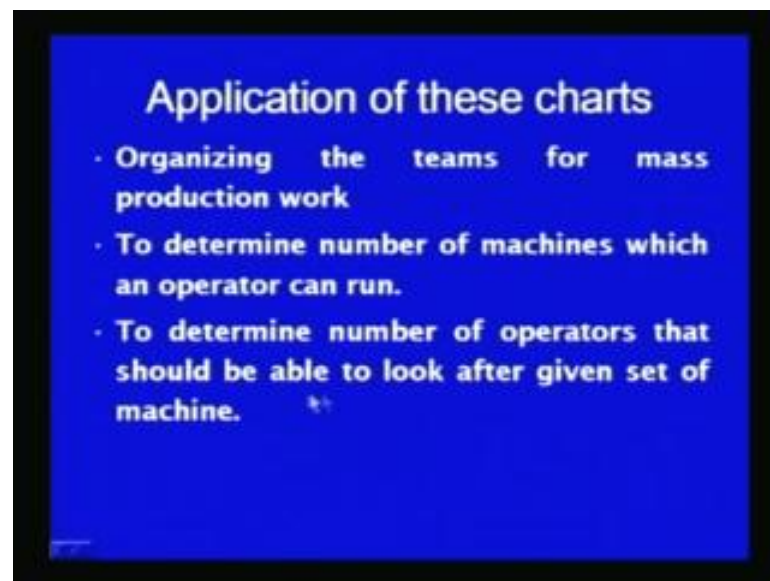 Application of these charts
· Organizing the teams for mass
production work
· To determine number of machines which
an operator can run.
· To determine number of operators that
should be able to look after given set of
machine.